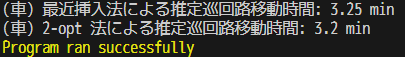 (車) 最近挿入法による推定巡回路移動時間: 3.25 min
(車) 2-opt 法による推定巡回路移動時間: 3.2 min
Program ran successfully